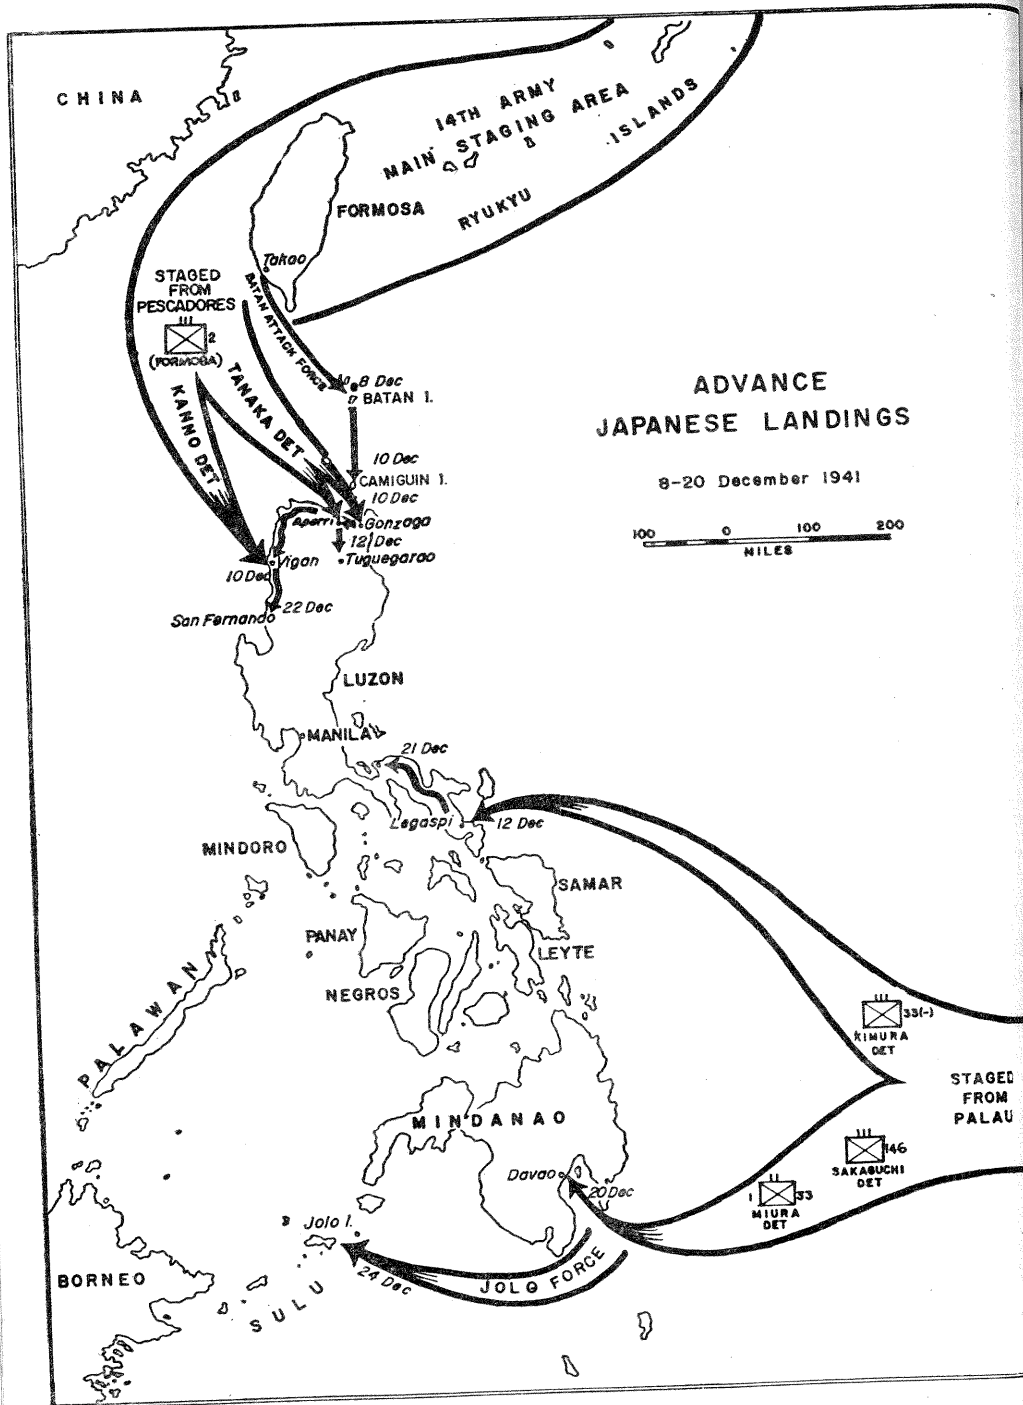 CHINA
14TH ARMY
MAIN STAGING AREA
RYUKYU ISLANDS
FORMOSA
Takao
STAGED
FROM
PESCADORES
2
(FORMOSA)
BATAN ATTACK FORCE
TANAKA DET
KANNO DET
8 Dec
BATAN I.
10 Dec
CAMIGUIN I.
10 Dec
Aparri
Gonzaga
12 Dec
Tuguegarao
Vigan
10 Dec
22 Dec
San Fernando
ADVANCE
JAPANESE LANDINGS
8-20 December 1941
100 0 100 200
MILES
LUZON
MANILA
21 Dec
Legaspi
12 Dec
MINDORO
SAMAR
PANAY
LEYTE
NEGROS
PALAWAN
33(-)
KIMURA
DET
STAGED
FROM
PALAU
MINDANAO
146
SAKAGUCHI
DET
Davao
20 Dec
1 33
MIURA
DET
Jolo I.
24 Dec
JOLO FORCE
BORNEO
SULU